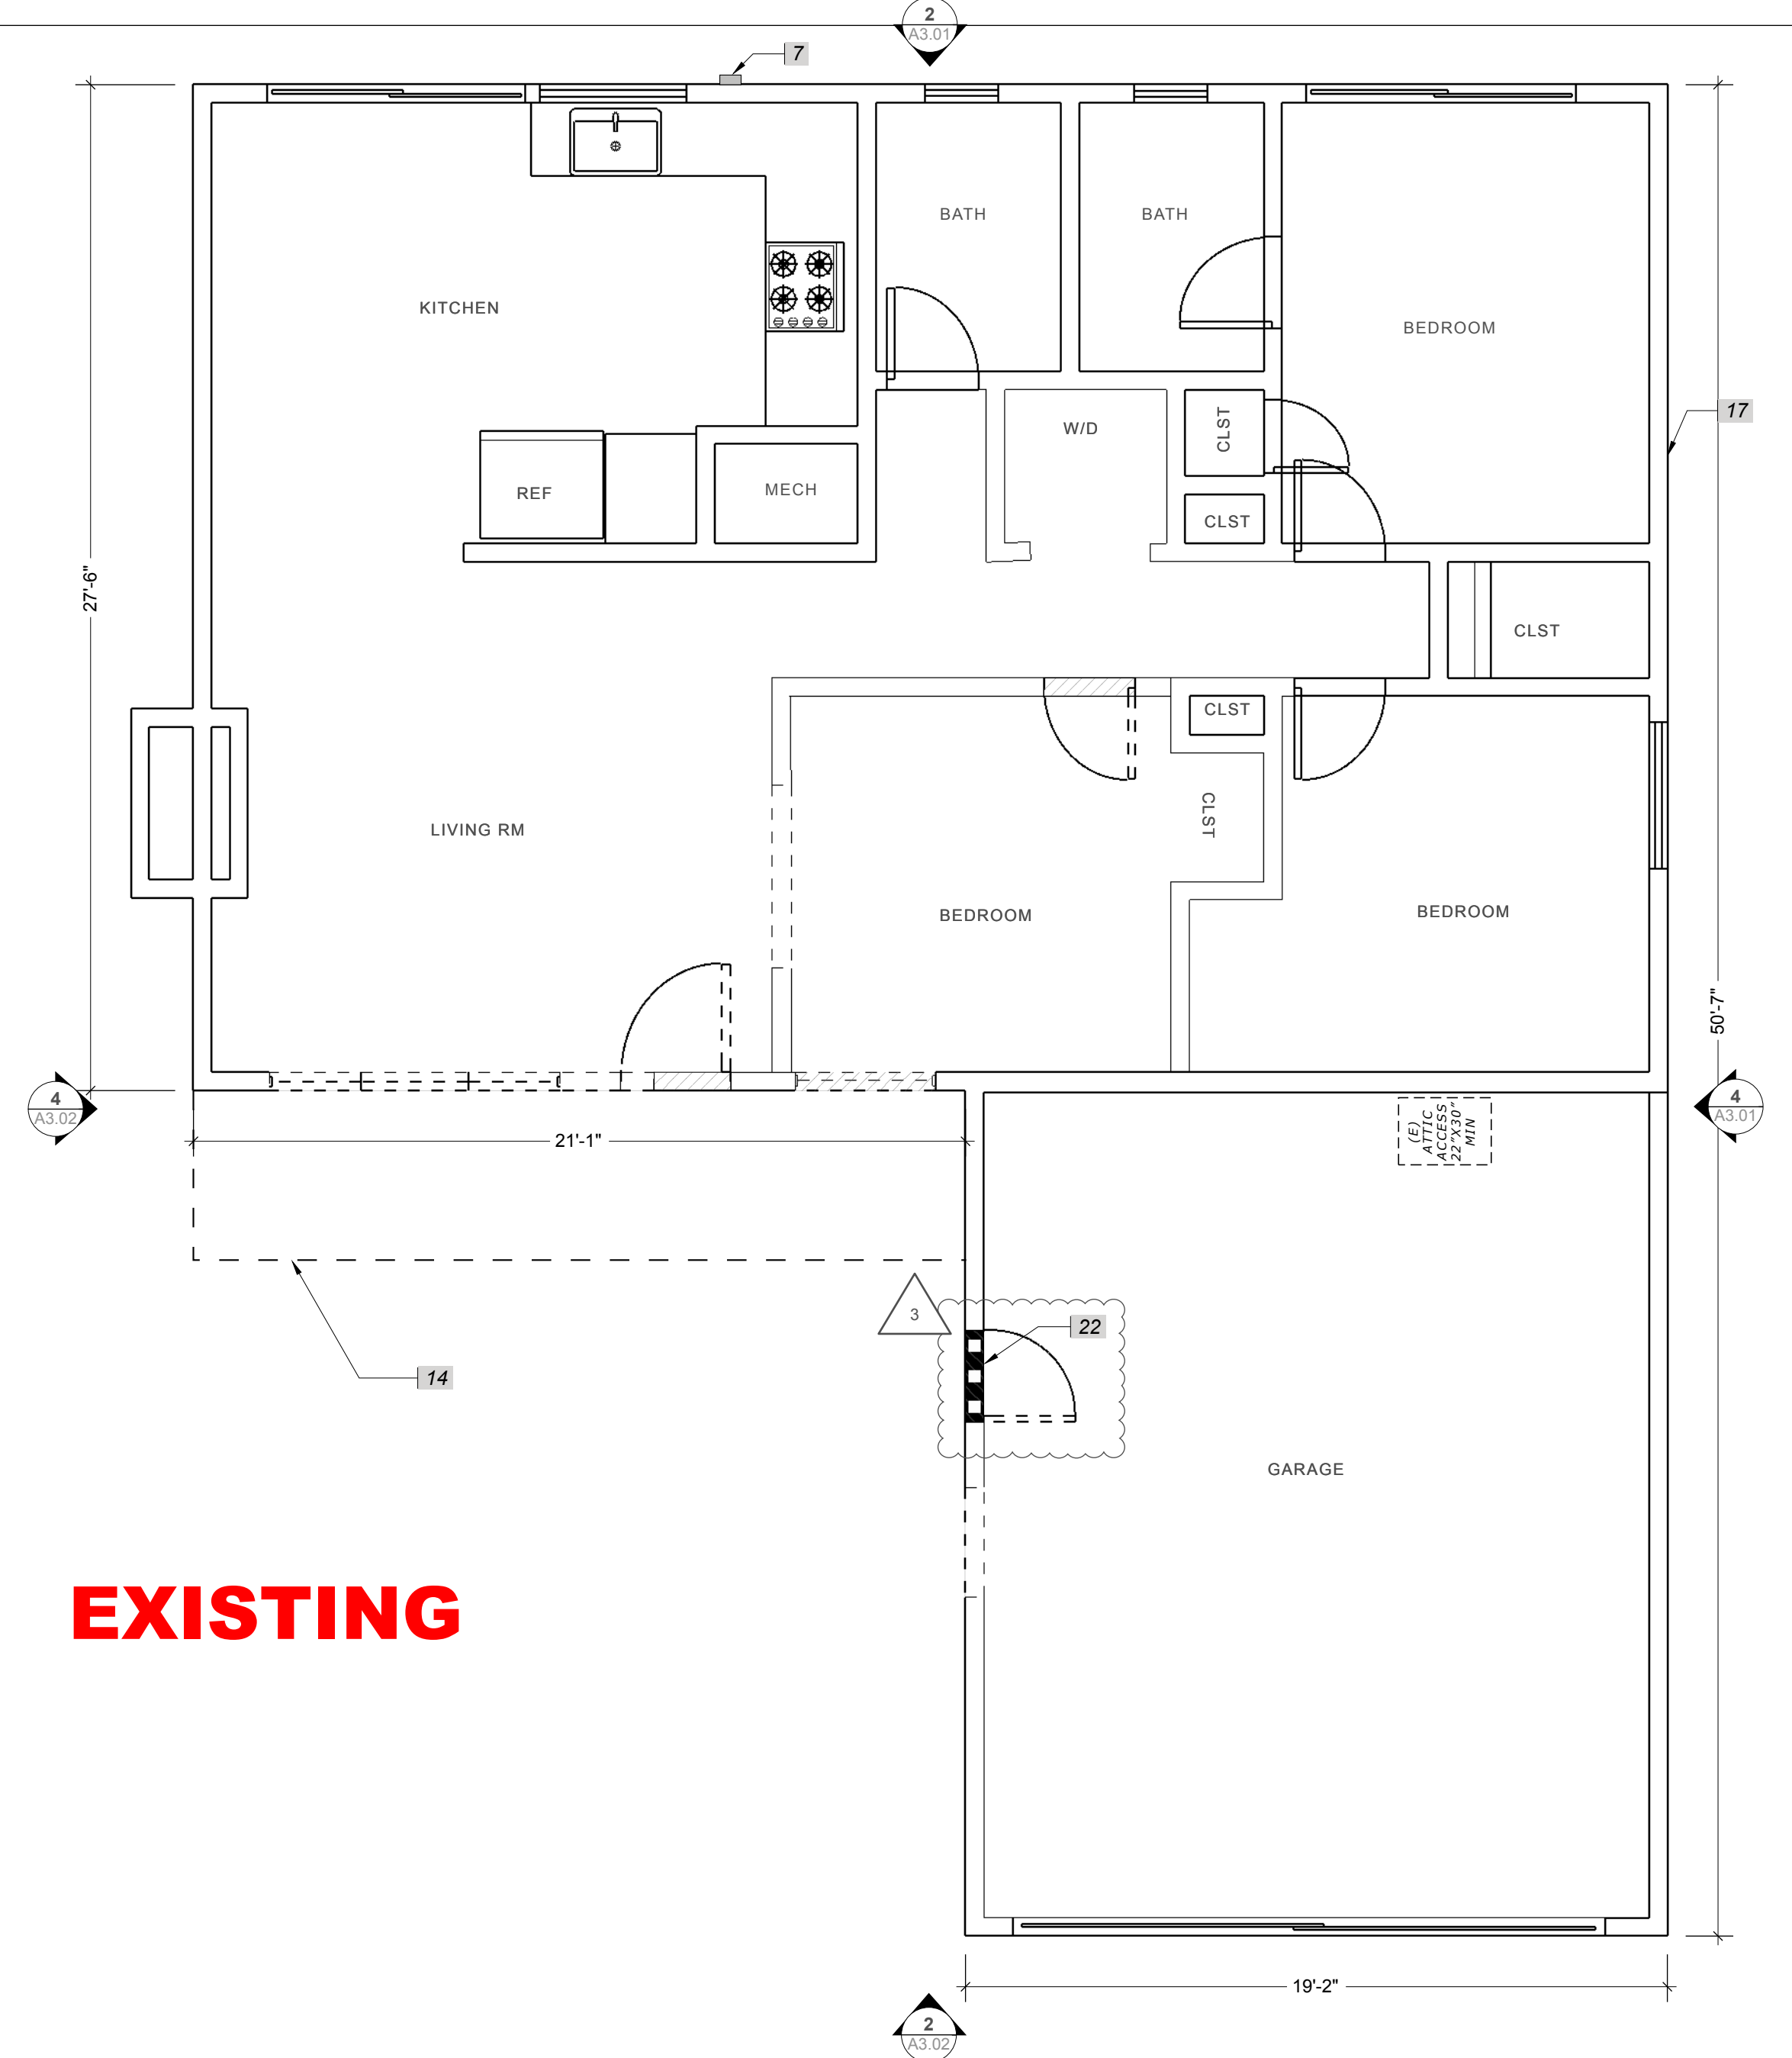 2
A3.01
7
BATH
BATH
KITCHEN
BEDROOM
17
CLST
W/D
REF
MECH
CLST
27'-6"
CLST
CLST
LIVING RM
CLST
BEDROOM
BEDROOM
50'-7"
4
A3.02
4
A3.01
(E)
ATTIC
ACCESS
22"X30"
MIN
21'-1"
3
22
14
GARAGE
EXISTING
19'-2"
2
A3.02